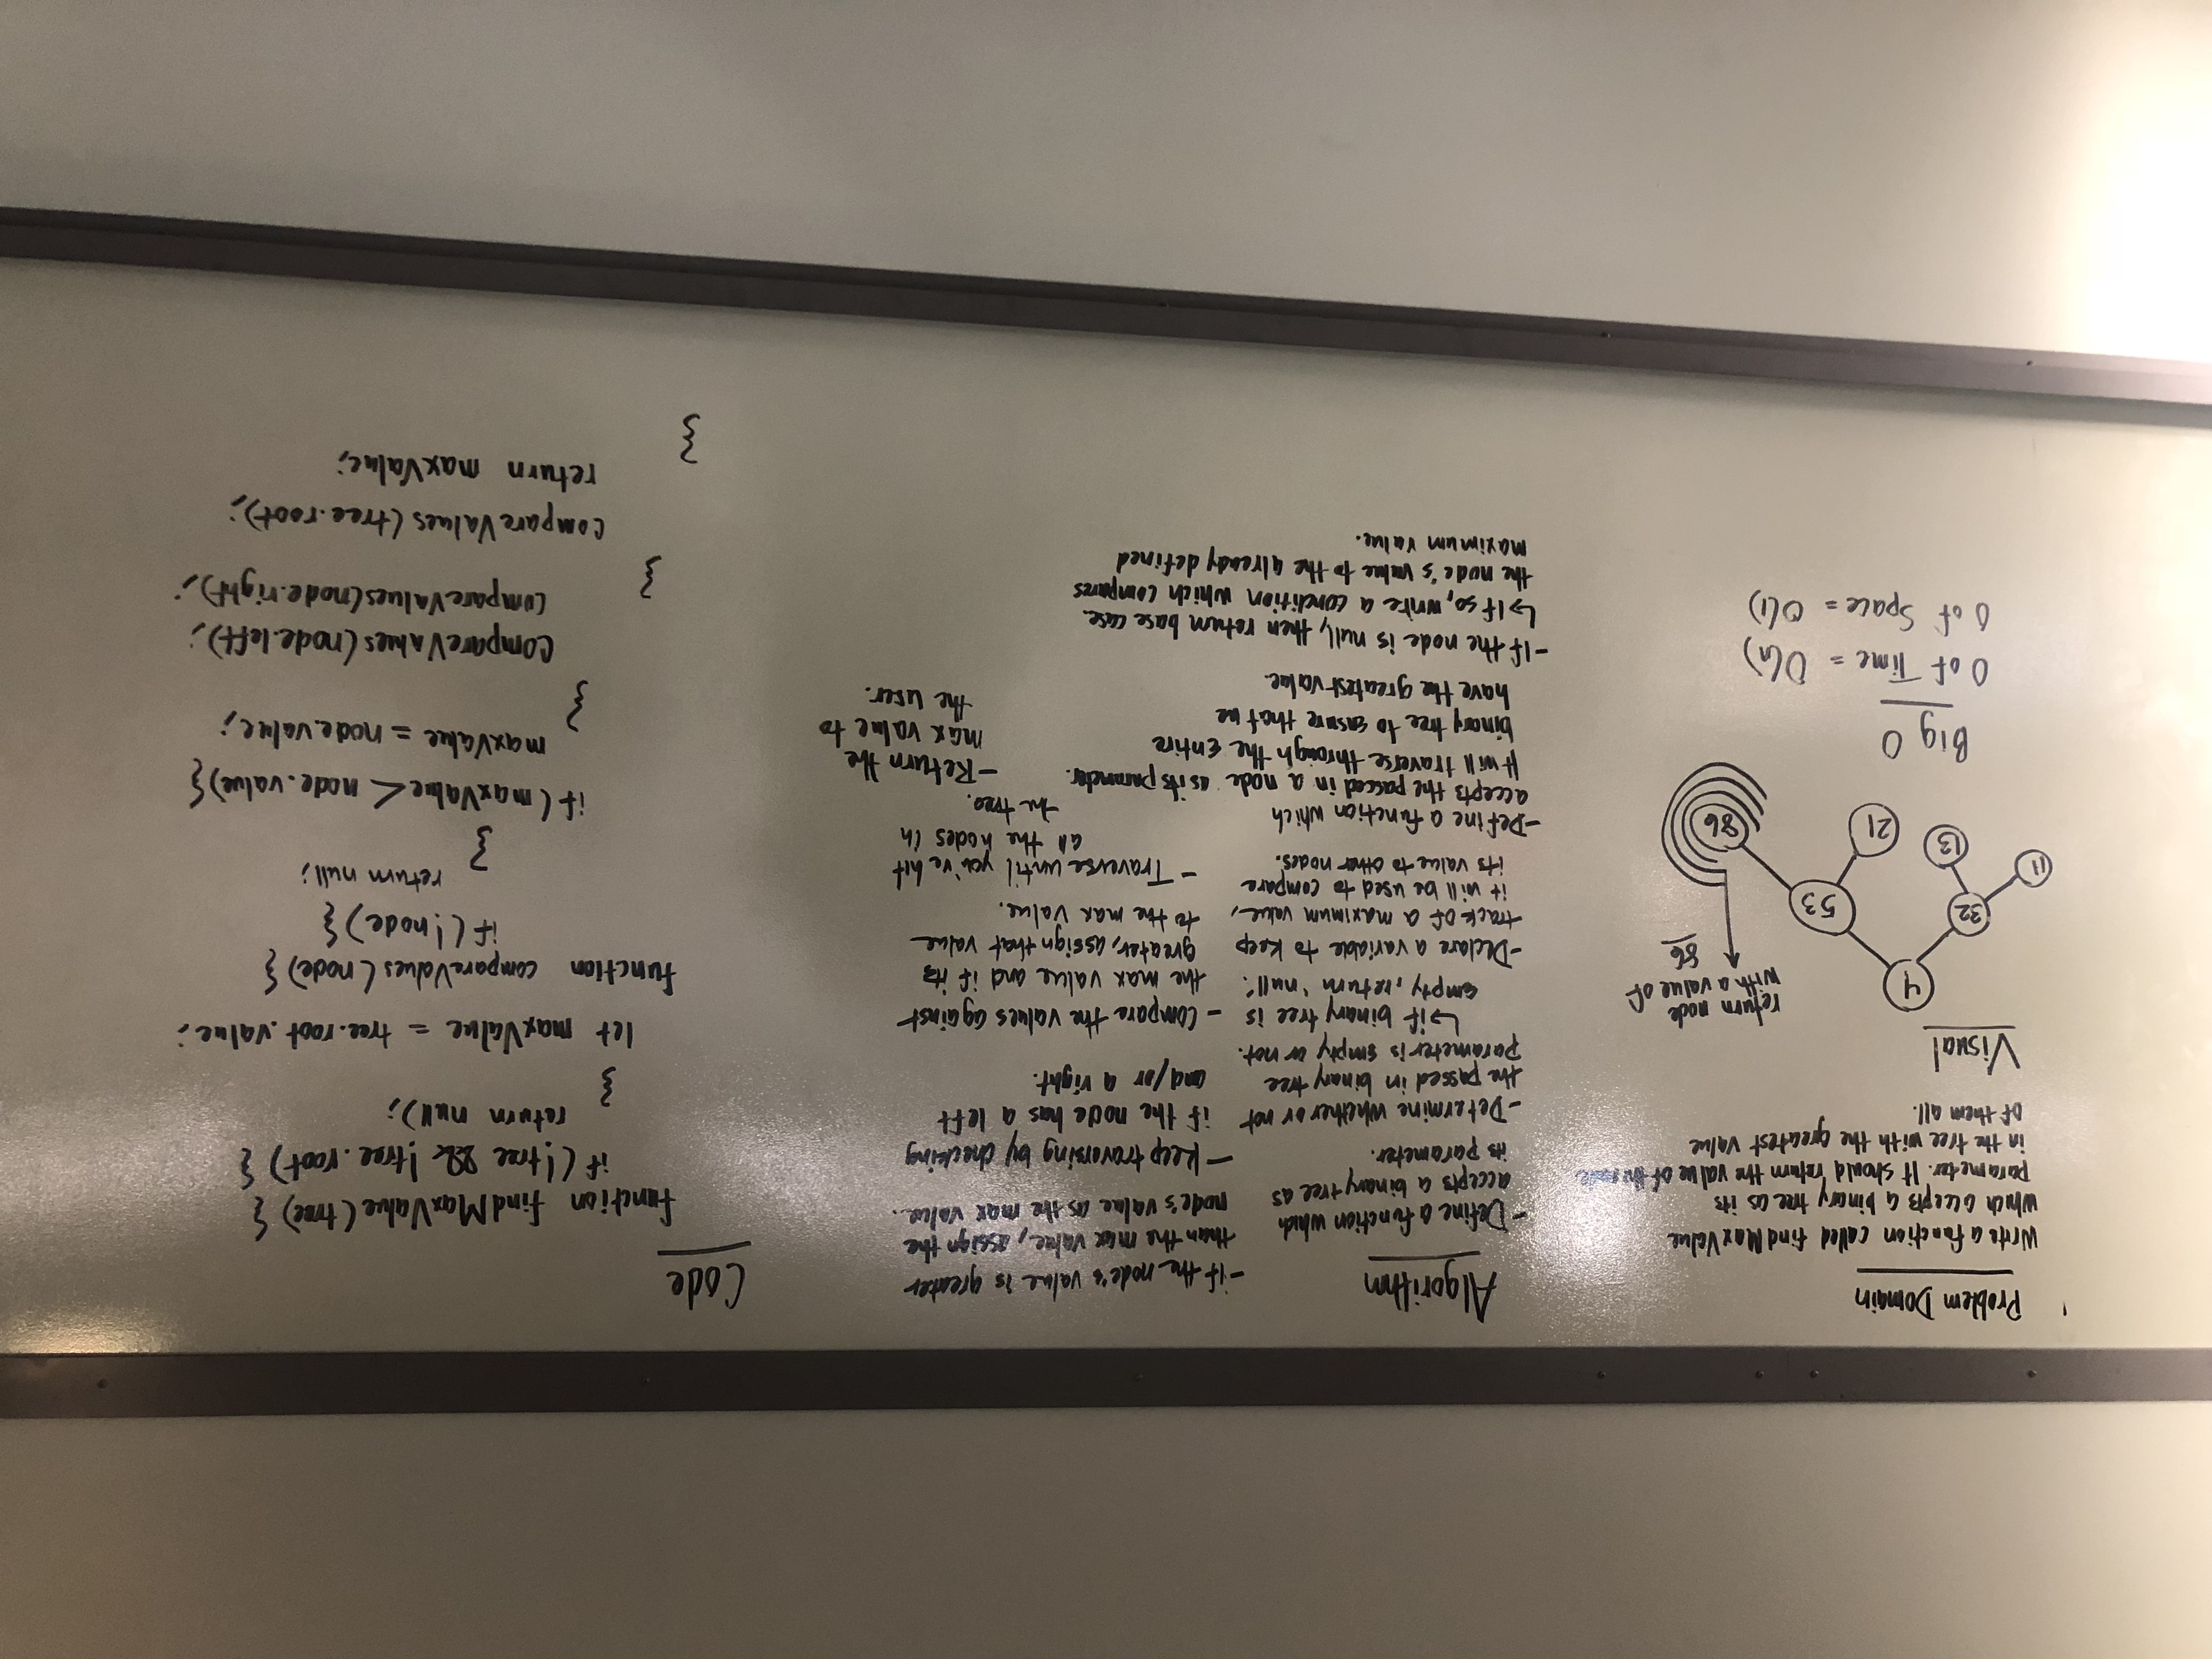 Problem Domain
Write a function called findMaxValue
which accepts a binary tree as its
parameter. It should return the value of the node
in the tree with the greatest value
of them all.
Visual
return node
with a value of
86
4
32
53
11
13
21
86
Big O
O of Time = O(n)
O of Space = O(1)
Algorithm
- Define a function which
accepts a binary tree as
its parameter.
- Determine whether or not
the passed in binary tree
parameter is empty or not.
↳ if binary tree is
empty, return 'null'.
- Declare a variable to keep
track of a maximum value,
it will be used to compare
its value to other nodes.
- Define a function which
accepts the passed in a node as its parameter.
It will traverse through the entire
binary tree to ensure that we
have the greatest value.
- If the node is null, then return base case.
↳ If so, write a condition which compares
the node's value to the already defined
maximum value.
- if the node's value is greater
than the max value, assign the
node's value as the max value.
- Keep traversing by checking
if the node has a left
and/or a right.
- Compare the values against
the max value and if its
greater, assign that value
to the max value.
- Traverse until you've hit
all the nodes in
the tree.
- Return the
max value to
the user.
Code
function findMaxValue(tree) {
if (!tree && !tree.root) {
return null);
}
let maxValue = tree.root.value;
function compareValues(node) {
if (!node) {
return null;
}
if (maxValue < node.value) {
maxValue = node.value;
}
compareValues(node.left);
compareValues(node.right);
}
compareValues(tree.root);
return maxValue;
}